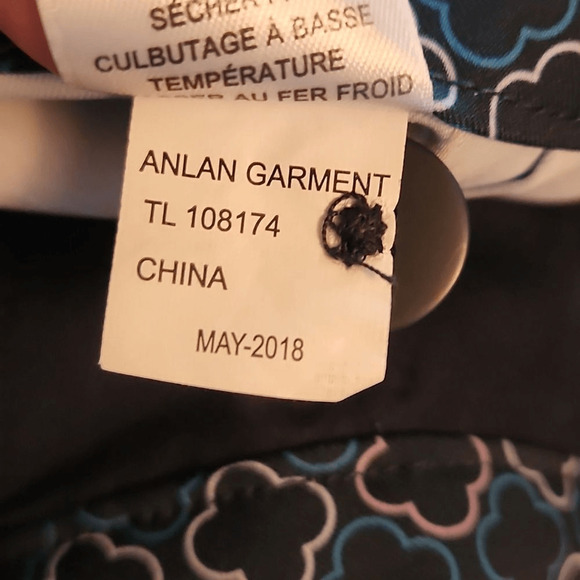 SÉCHER
CULBUTAGE À BASSE
TEMPÉRATURE
AU FER FROID
ANLAN GARMENT
TL 108174
CHINA
MAY-2018